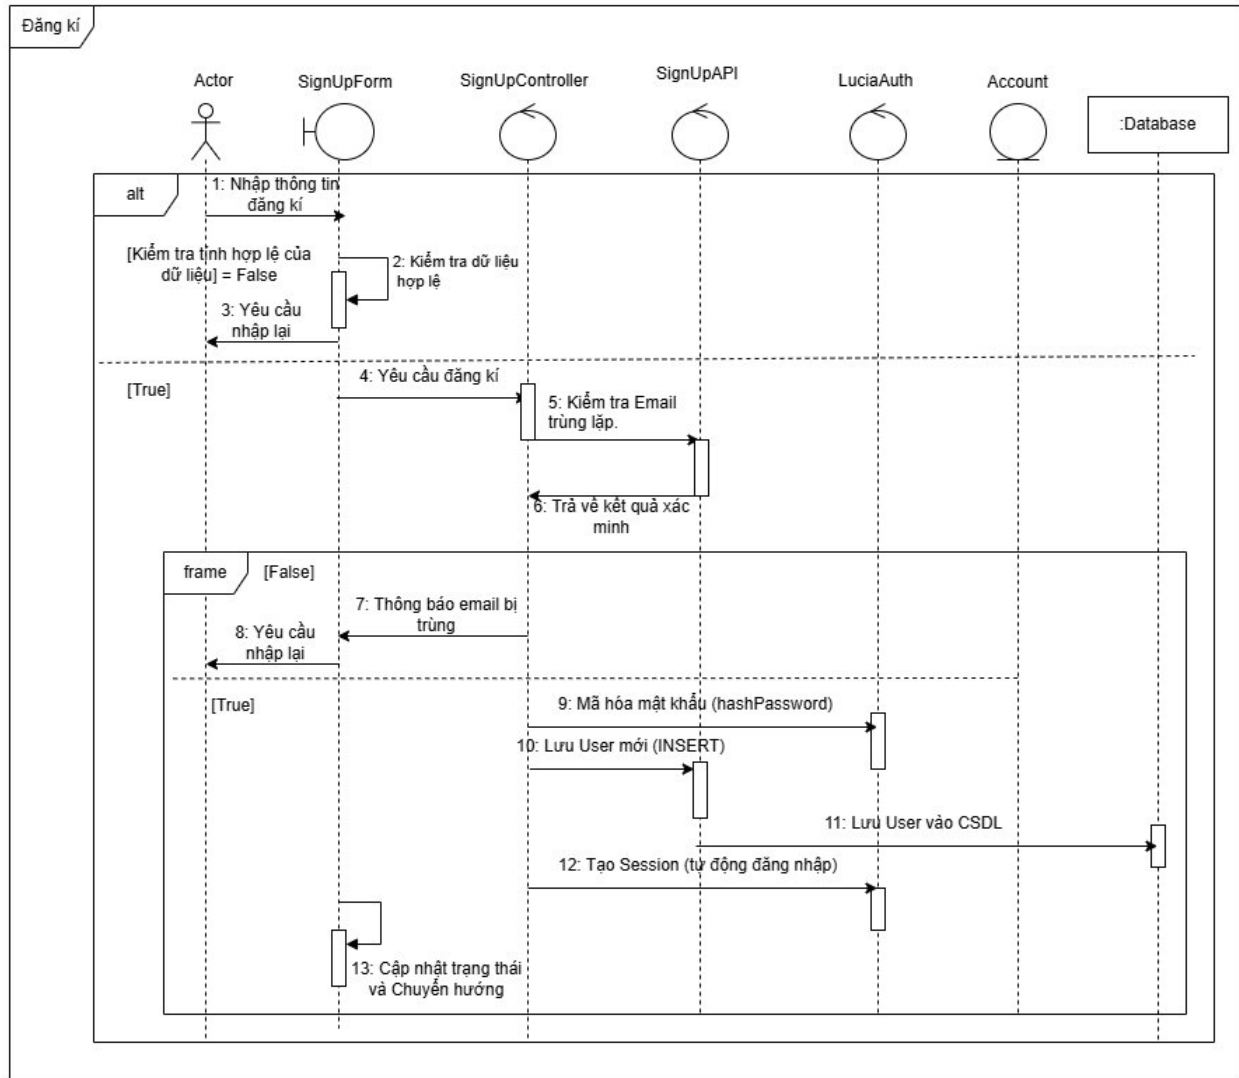 Đăng kí
Actor
SignUpForm
SignUpController
SignUpAPI
LuciaAuth
Account
:Database
alt
1: Nhập thông tin
đăng kí
[Kiểm tra tính hợp lệ của
dữ liệu] = False
2: Kiểm tra dữ liệu
hợp lệ
3: Yêu cầu
nhập lại
[True]
4: Yêu cầu đăng kí
5: Kiểm tra Email
trùng lặp.
6: Trả về kết quả xác
minh
frame
[False]
7: Thông báo email bị
trùng
8: Yêu cầu
nhập lại
[True]
9: Mã hóa mật khẩu (hashPassword)
10: Lưu User mới (INSERT)
11: Lưu User vào CSDL
12: Tạo Session (tự động đăng nhập)
13: Cập nhật trạng thái
và Chuyển hướng